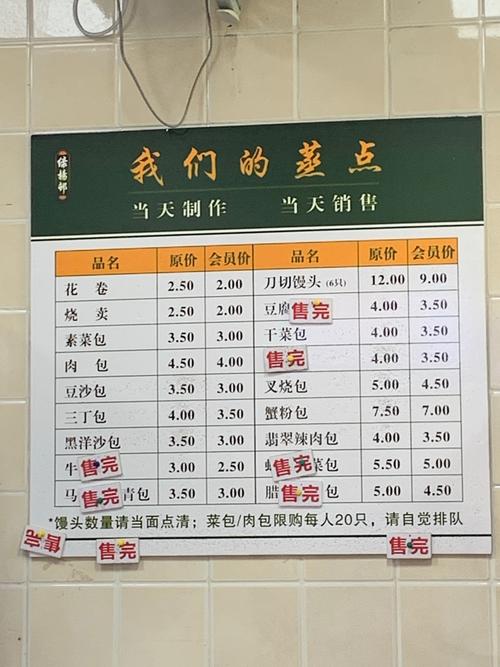 绿杨邨
我们的蒸点
当天制作 当天销售
品名 原价 会员价 品名 原价 会员价
花卷 2.50 2.00 刀切馒头(6只) 12.00 9.00
烧卖 2.50 2.00 豆腐 售完 4.00 3.50
素菜包 3.50 3.00 干菜包 4.00 3.50
肉包 4.50 4.00 售完 4.00 3.50
豆沙包 3.50 3.00 叉烧包 5.00 4.50
三丁包 4.00 3.50 蟹粉包 7.50 7.00
黑洋沙包 3.50 3.00 翡翠辣肉包 4.00 3.50
牛 售完 3.00 2.50 售完 菜包 5.50 5.00
马 售完 青包 3.50 3.00 腊 售完 包 5.00 4.50
*馒头数量请当面点清；菜包/肉包限购每人20只，请自觉排队
售完 售完 售完